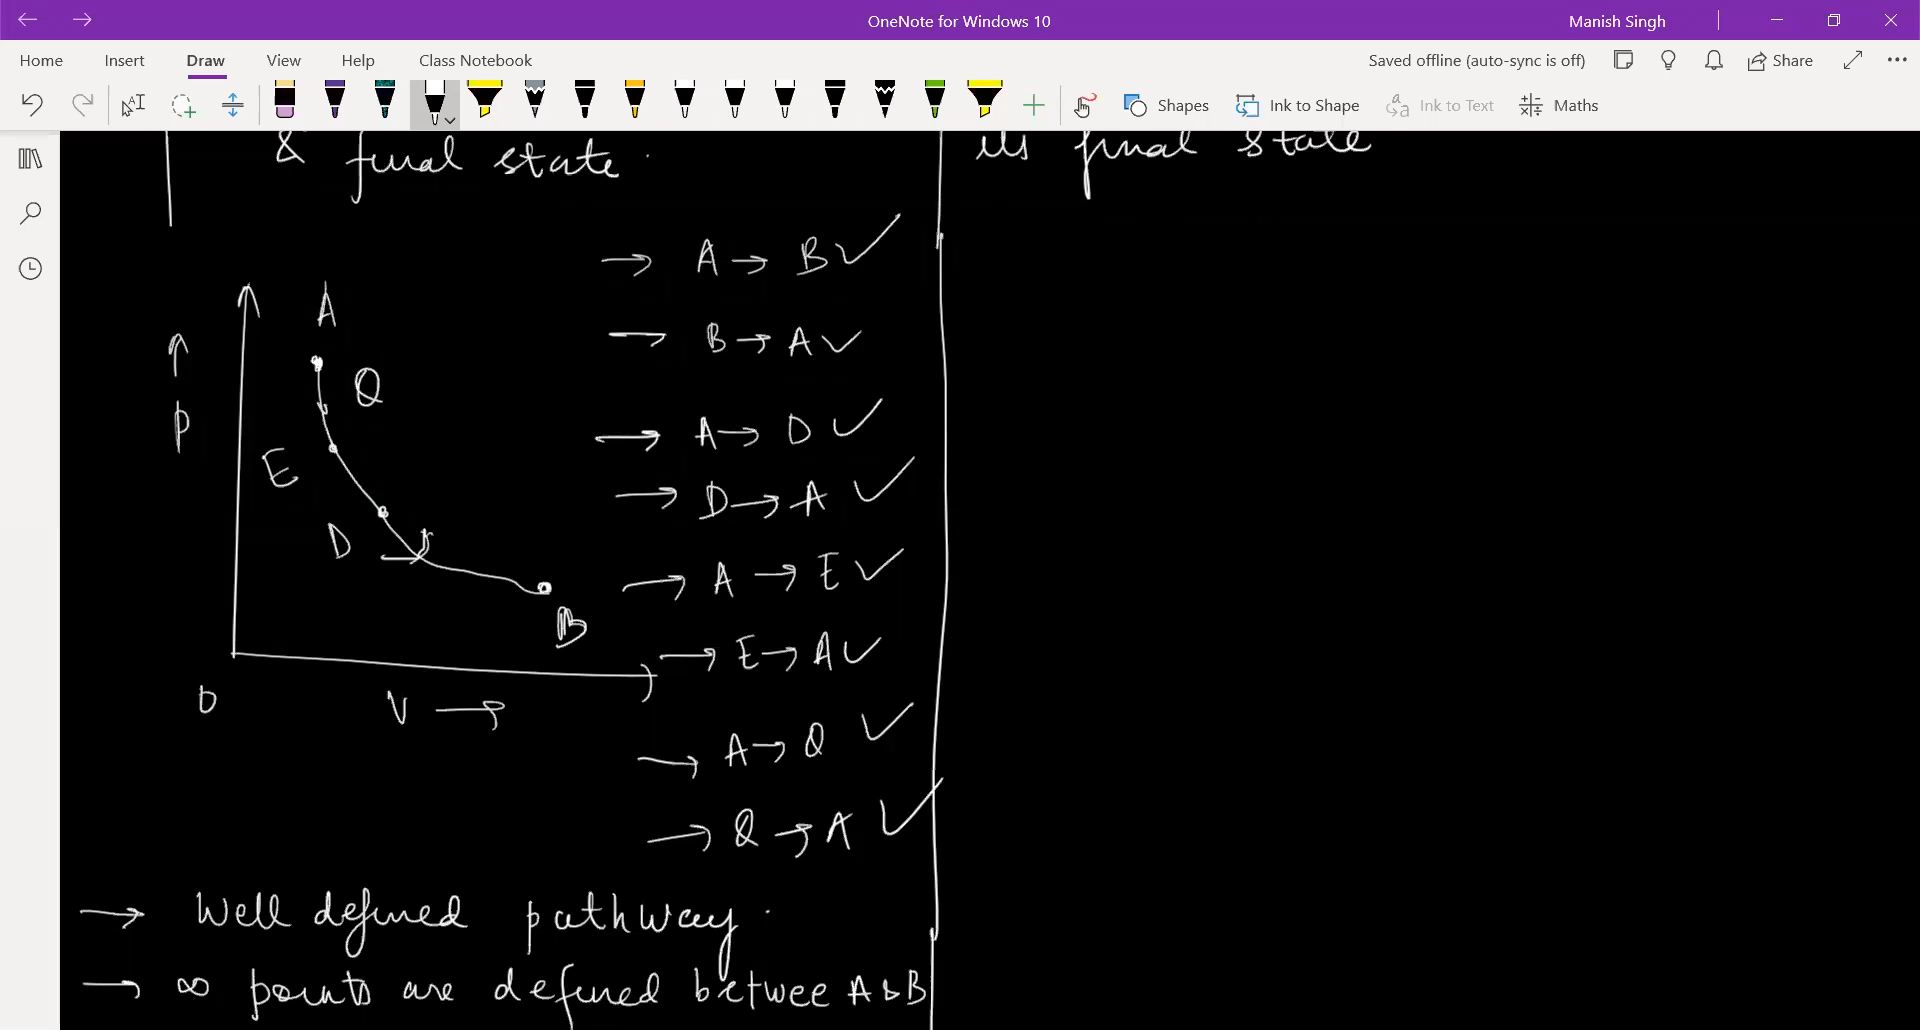 OneNote for Windows 10
Manish Singh
Home Insert Draw View Help Class Notebook
Saved offline (auto-sync is off) Share
Shapes Ink to Shape Ink to Text Maths
& final state. its final state
→ A → B ✓
→ B → A ✓
→ A → D ✓
→ D → A ✓
→ A → E ✓
→ E → A ✓
→ A → Q ✓
→ Q → A ✓
A
Q
↑ P
E
D
B
O
V →
→ Well defined pathway.
→ ∞ points are defined betwee A & B